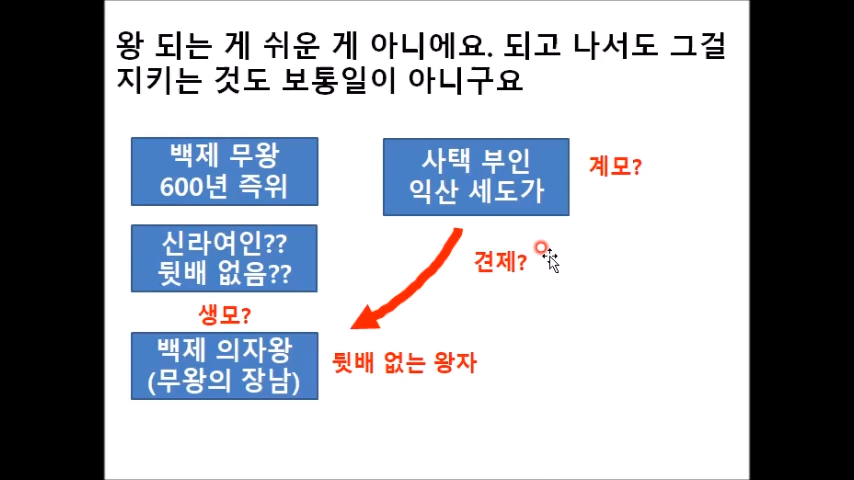 왕 되는 게 쉬운 게 아니에요. 되고 나서도 그걸
지키는 것도 보통일이 아니구요
백제 무왕
600년 즉위
사택 부인
익산 세도가
계모?
신라여인??
뒷배 없음??
견제?
생모?
백제 의자왕
(무왕의 장남)
뒷배 없는 왕자